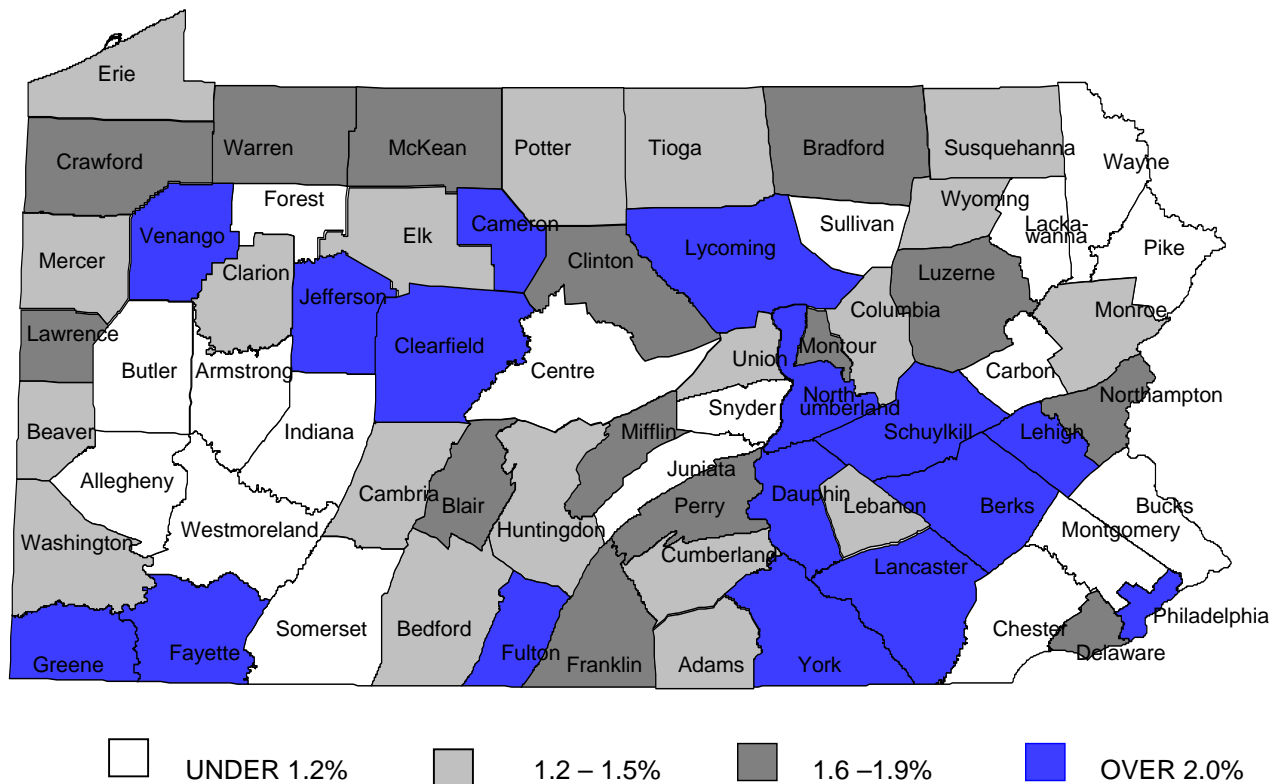 Erie
Warren
McKean
Potter
Tioga
Bradford
Susquehanna
Wayne
Crawford
Forest
Cameron
Wyoming
Sullivan
Lacka-
wanna
Pike
Venango
Elk
Lycoming
Mercer
Clarion
Clinton
Luzerne
Jefferson
Columbia
Monroe
Lawrence
Clearfield
Union
Montour
Butler
Armstrong
Centre
Carbon
Northampton
North-
umberland
Snyder
Beaver
Indiana
Mifflin
Schuylkill
Lehigh
Allegheny
Juniata
Cambria
Blair
Huntingdon
Perry
Dauphin
Lebanon
Berks
Bucks
Westmoreland
Montgomery
Washington
Cumberland
Lancaster
Philadelphia
Somerset
Bedford
Chester
Greene
Fayette
Fulton
Franklin
Adams
York
Delaware
UNDER 1.2%
1.2 – 1.5%
1.6 –1.9%
OVER 2.0%